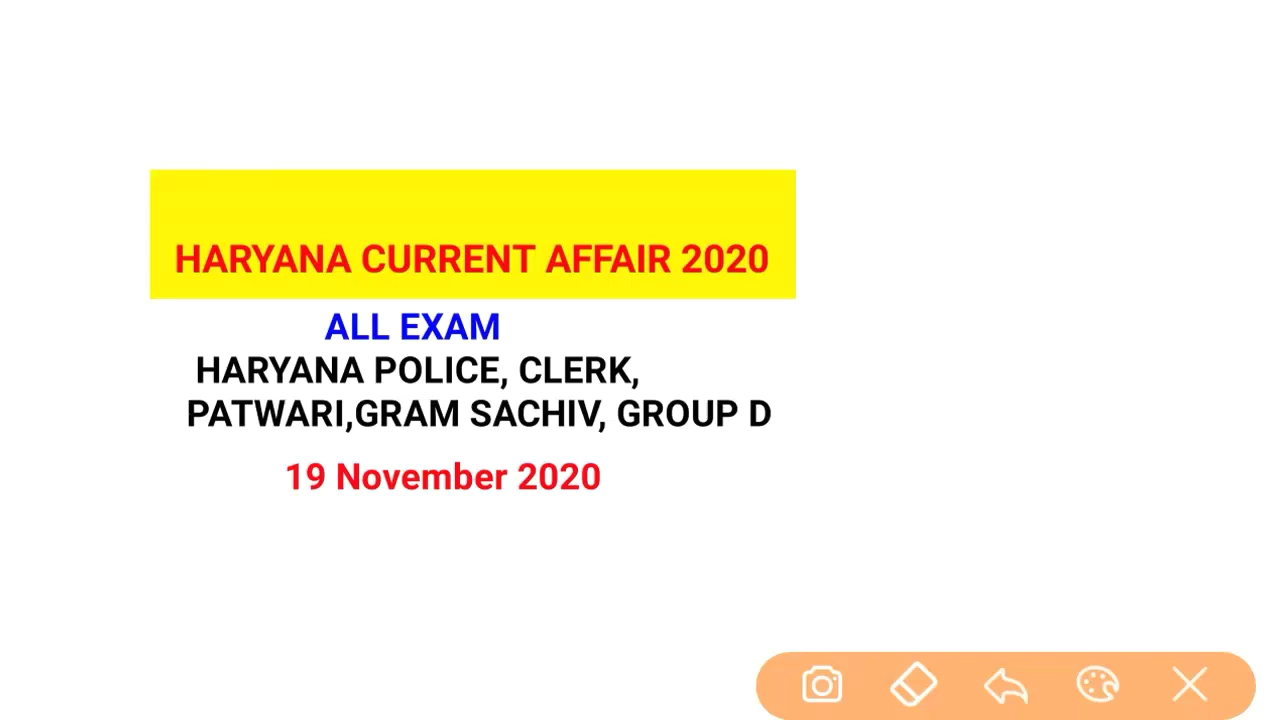 HARYANA CURRENT AFFAIR 2020
ALL EXAM
HARYANA POLICE, CLERK,
PATWARI,GRAM SACHIV, GROUP D
19 November 2020